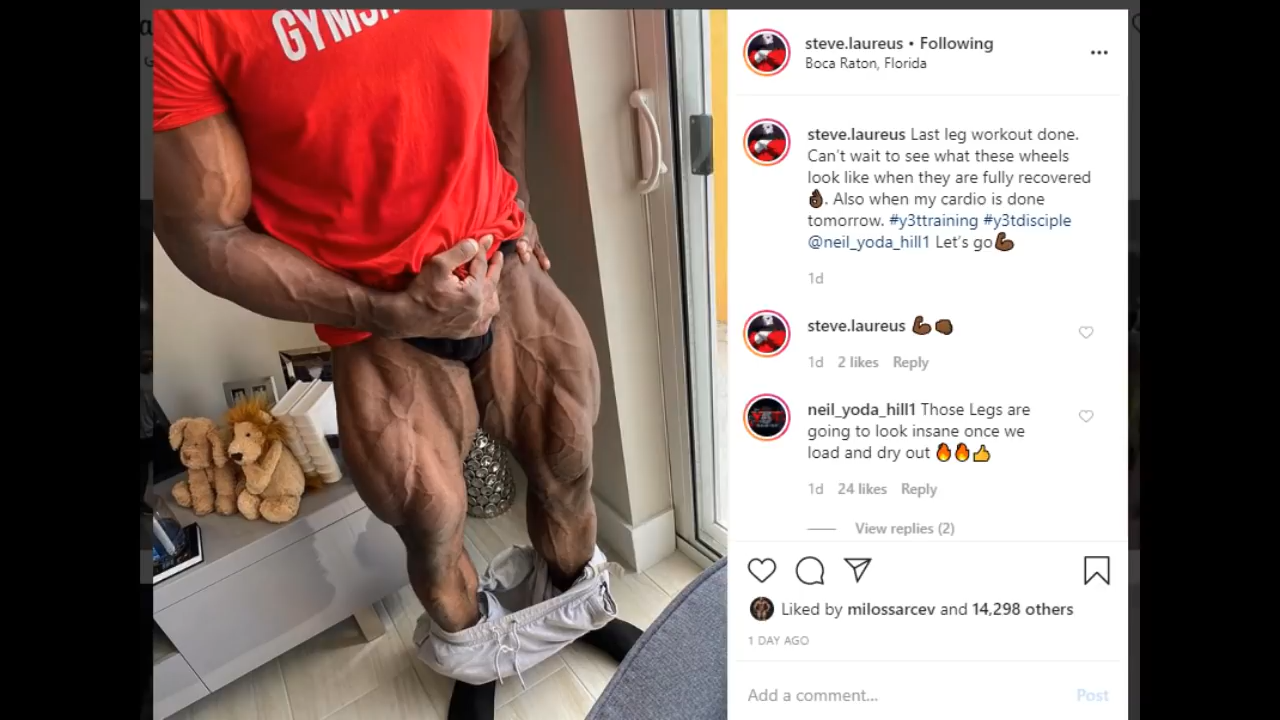 GYMSH
steve.laureus • Following
Boca Raton, Florida
steve.laureus Last leg workout done.
Can't wait to see what these wheels
look like when they are fully recovered
👌🏿. Also when my cardio is done
tomorrow. #y3ttraining #y3tdisciple
@neil_yoda_hill1 Let's go💪🏿
1d
steve.laureus 💪🏿👊🏿
1d 2 likes Reply
neil_yoda_hill1 Those Legs are
going to look insane once we
load and dry out 🔥🔥👍
1d 24 likes Reply
View replies (2)
Liked by milossarcev and 14,298 others
1 DAY AGO
Add a comment... Post